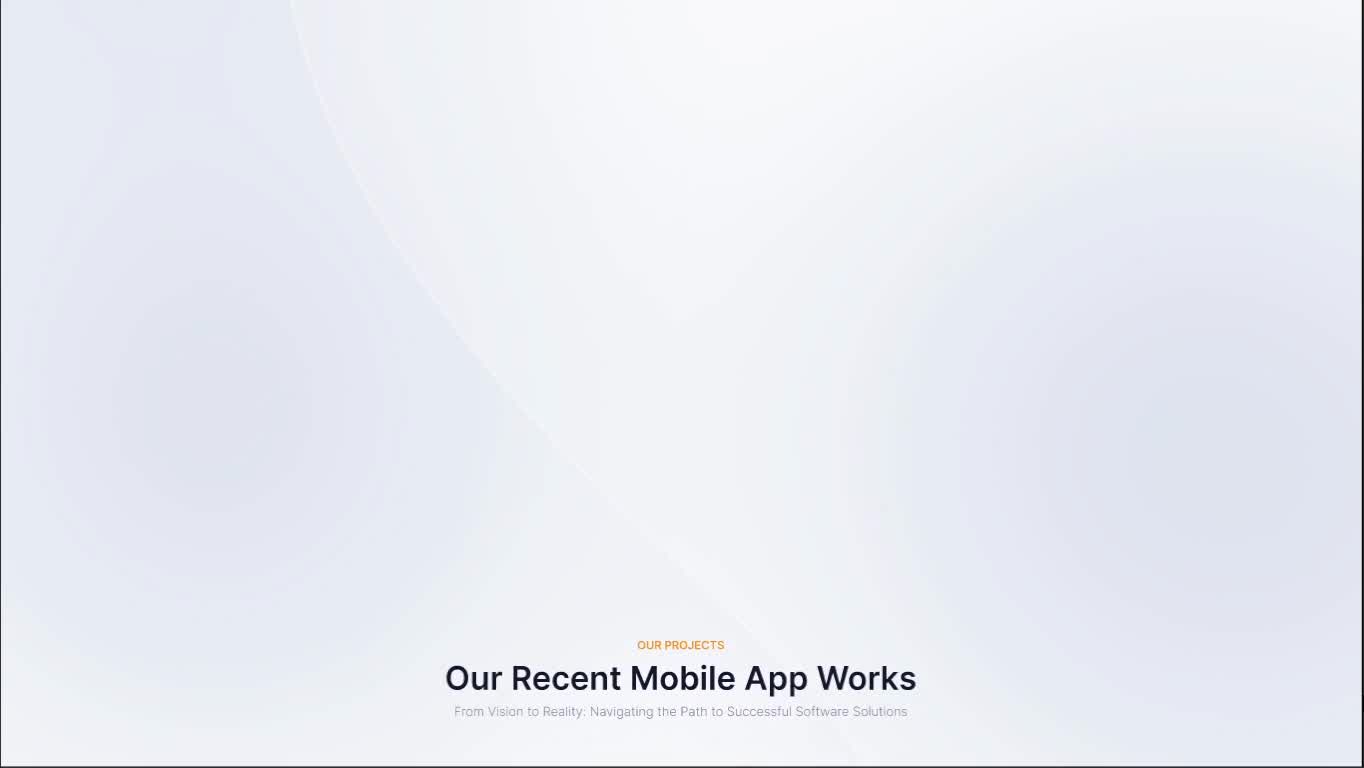 OUR PROJECTS
Our Recent Mobile App Works
From Vision to Reality: Navigating the Path to Successful Software Solutions